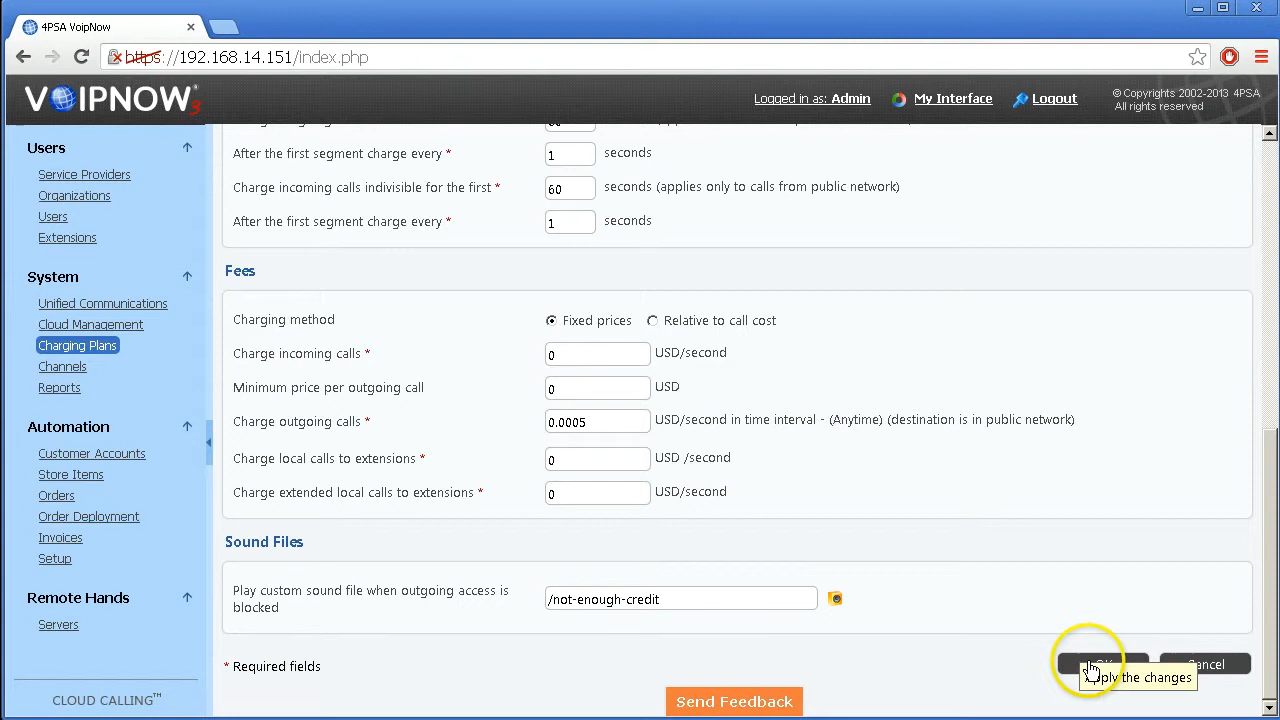 4PSA VoipNow
https://192.168.14.151/index.php
VOIPNOW 3
Logged in as: Admin
My Interface
Logout
© Copyrights 2002-2013 4PSA.
All rights reserved
Users
Service Providers
Organizations
Users
Extensions
System
Unified Communications
Cloud Management
Charging Plans
Channels
Reports
Automation
Customer Accounts
Store Items
Orders
Order Deployment
Invoices
Setup
Remote Hands
Servers
CLOUD CALLING™
After the first segment charge every * 1 seconds
Charge incoming calls indivisible for the first * 60 seconds (applies only to calls from public network)
After the first segment charge every * 1 seconds
Fees
Charging method Fixed prices Relative to call cost
Charge incoming calls * 0 USD/second
Minimum price per outgoing call 0 USD
Charge outgoing calls * 0.0005 USD/second in time interval - (Anytime) (destination is in public network)
Charge local calls to extensions * 0 USD /second
Charge extended local calls to extensions * 0 USD/second
Sound Files
Play custom sound file when outgoing access is
blocked
/not-enough-credit
* Required fields
OK
Cancel
Apply the changes
Send Feedback